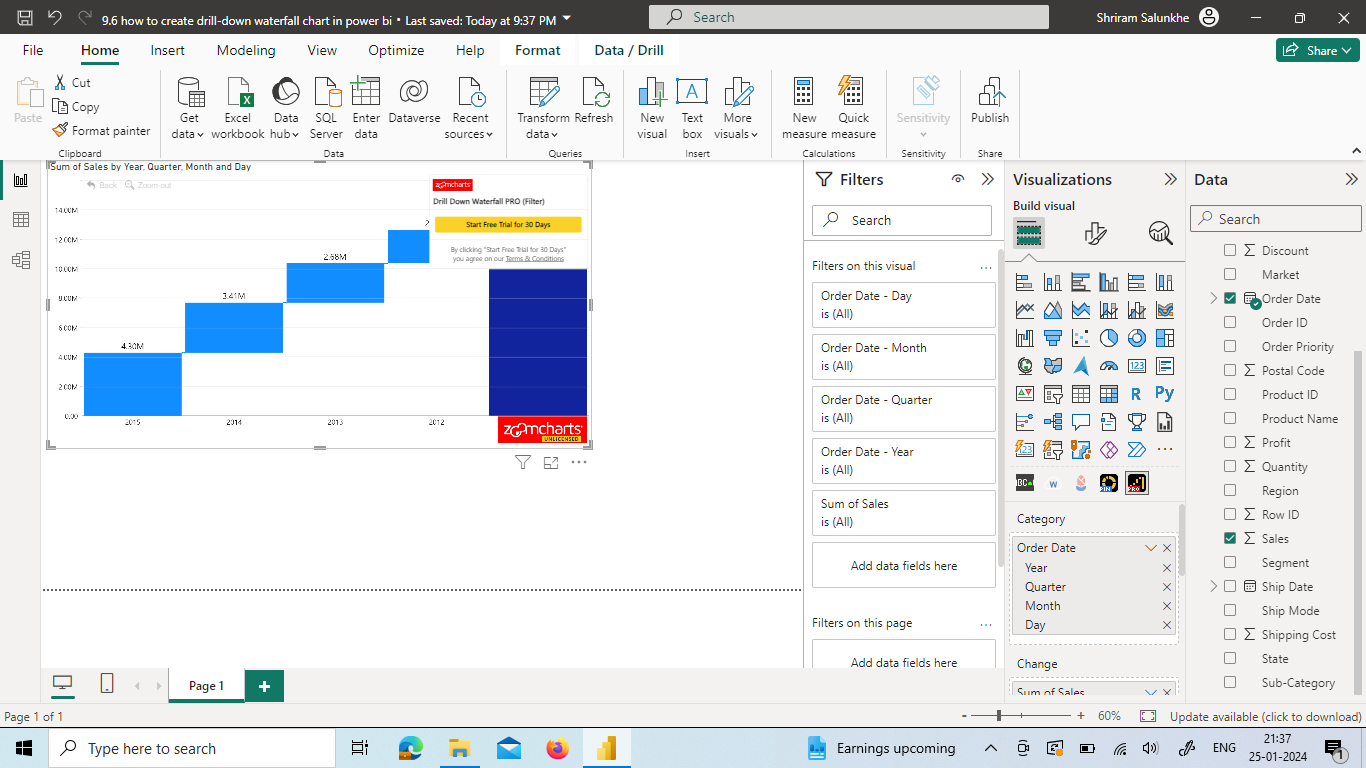 9.6 how to create drill-down waterfall chart in power bi • Last saved: Today at 9:37 PM
Search
Shriram Salunkhe
File Home Insert Modeling View Optimize Help Format Data / Drill
Share
Paste
Cut
Copy
Format painter
Get data
Excel workbook
Data hub
SQL Server
Enter data
Dataverse
Recent sources
Transform data
Refresh
New visual
Text box
More visuals
New measure
Quick measure
Sensitivity
Publish
Clipboard
Data
Queries
Insert
Calculations
Sensitivity
Share
Sum of Sales by Year, Quarter, Month and Day
Back Zoom out
zoomcharts
Drill Down Waterfall PRO (Filter)
Start Free Trial for 30 Days
By clicking "Start Free Trial for 30 Days"
you agree on our Terms & Conditions
14.00M
12.00M
10.00M
8.00M
6.00M
4.00M
2.00M
0.00
4.30M
3.41M
2.68M
2
2015 2014 2013 2012
zoomcharts
UNLICENSED
Filters
Search
Filters on this visual
Order Date - Day
is (All)
Order Date - Month
is (All)
Order Date - Quarter
is (All)
Order Date - Year
is (All)
Sum of Sales
is (All)
Add data fields here
Filters on this page
Add data fields here
Visualizations
Build visual
123
R
Py
123
PRO
Category
Order Date
Year
Quarter
Month
Day
Change
Sum of Sales
Data
Search
Discount
Market
Order Date
Order ID
Order Priority
Postal Code
Product ID
Product Name
Profit
Quantity
Region
Row ID
Sales
Segment
Ship Date
Ship Mode
Shipping Cost
State
Sub-Category
Page 1
Page 1 of 1
60%
Update available (click to download)
Type here to search
Earnings upcoming
ENG
21:37
25-01-2024
1